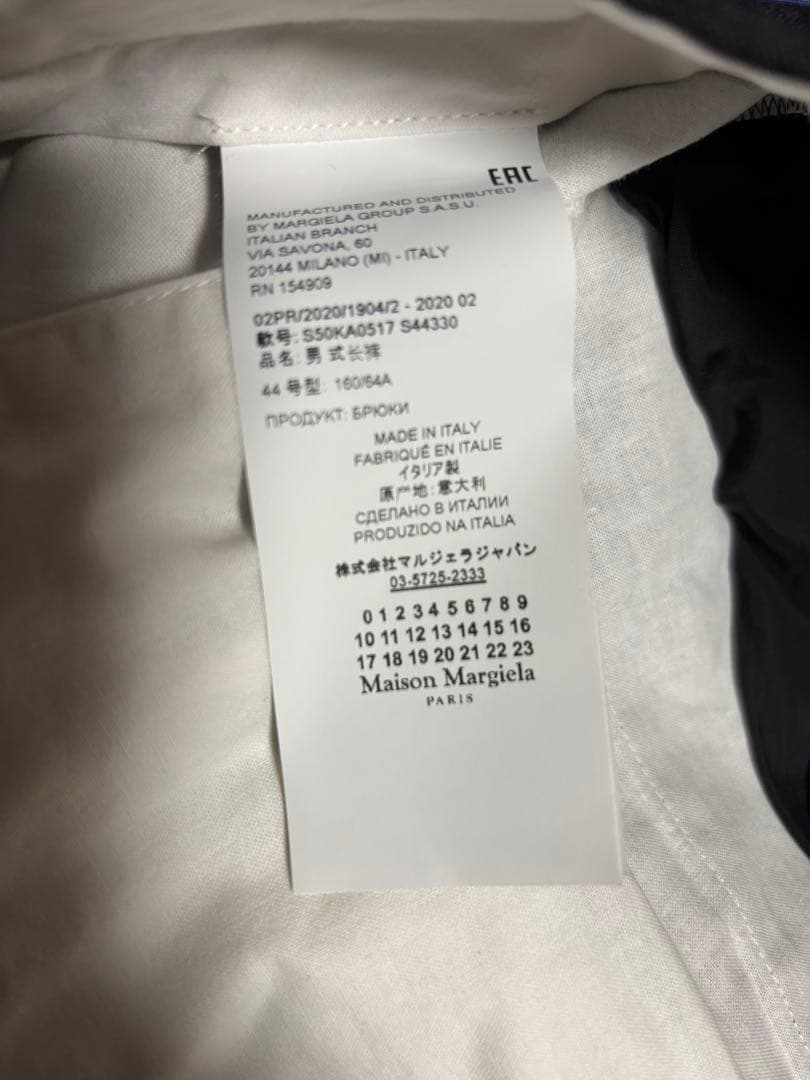 EAC
MANUFACTURED AND DISTRIBUTED
BY MARGIELA GROUP S.A.S.U.
ITALIAN BRANCH
VIA SAVONA, 60
20144 MILANO (MI) - ITALY
RN 154909
02PR/2020/1904/2 - 2020 02
款号: S50KA0517 S44330
品名: 男式长裤
44 号型: 160/64A
ПРОДУКТ: БРЮКИ
MADE IN ITALY
FABRIQUÉ EN ITALIE
イタリア製
原产地: 意大利
СДЕЛАНО В ИТАЛИИ
PRODUZIDO NA ITALIA
株式会社マルジェラジャパン
03-5725-2333
0 1 2 3 4 5 6 7 8 9
10 11 12 13 14 15 16
17 18 19 20 21 22 23
Maison Margiela
PARIS